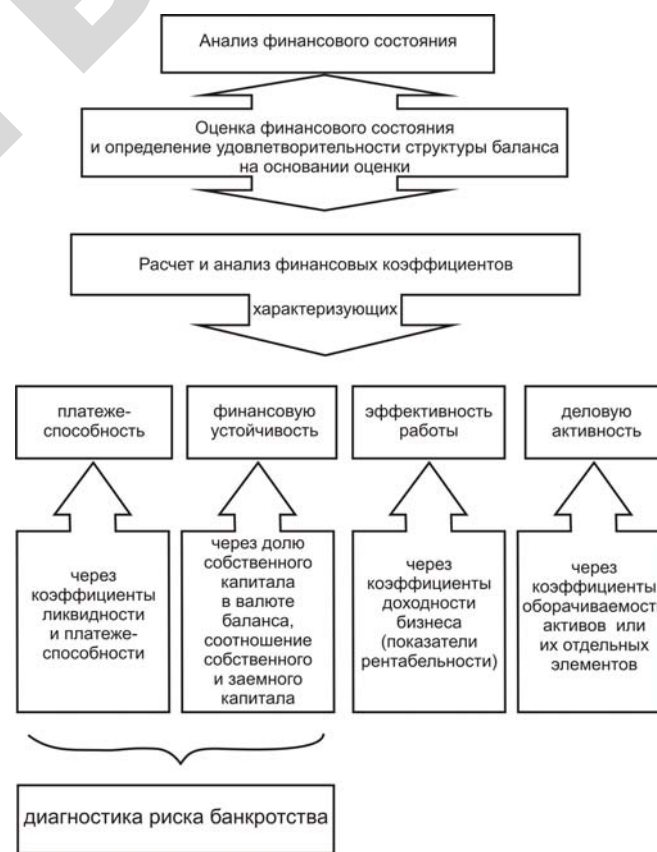 Анализ финансового состояния
Оценка финансового состояния
и определение удовлетворительности структуры баланса
на основании оценки
Расчет и анализ финансовых коэффициентов
характеризующих
платеже-
способность
финансовую
устойчивость
эффективность
работы
деловую
активность
через
коэффициенты
ликвидности
и платеже-
способности
через долю
собственного
капитала
в валюте
баланса,
соотношение
собственного
и заемного
капитала
через
коэффициенты
доходности
бизнеса
(показатели
рентабельности)
через
коэффициенты
оборачиваемост
активов или
их отдельных
элементов
диагностика риска банкротства